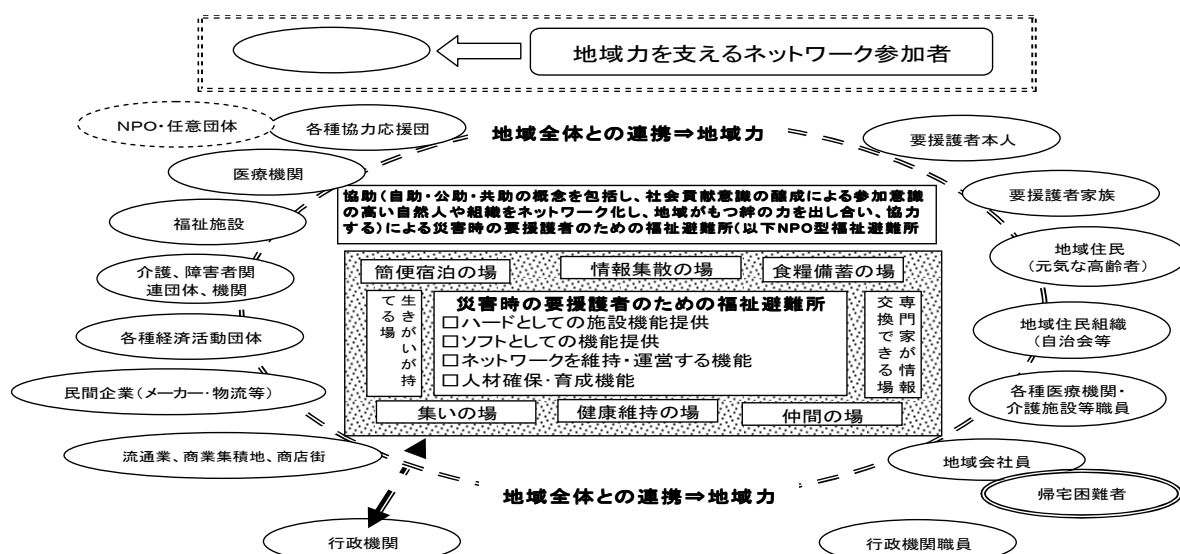 地域力を支えるネットワーク参加者
NPO・任意団体
各種協力応援団
地域全体との連携⇒地域力
要援護者本人
医療機関
協助(自助・公助・共助の概念を包括し、社会貢献意識の醸成による参加意識
の高い自然人や組織をネットワーク化し、地域がもつ絆の力を出し合い、協力
する)による災害時の要援護者のための福祉避難所(以下NPO型福祉避難所
要援護者家族
福祉施設
地域住民
(元気な高齢者)
介護、障害者関
連団体、機関
簡便宿泊の場
情報集散の場
食糧備蓄の場
生きがいが持
てる場
災害時の要援護者のための福祉避難所
□ハードとしての施設機能提供
□ソフトとしての機能提供
□ネットワークを維持・運営する機能
□人材確保・育成機能
専門家が情報
交換できる場
各種経済活動団体
地域住民組織
(自治会等
民間企業(メーカー・物流等)
集いの場
健康維持の場
仲間の場
各種医療機関・
介護施設等職員
流通業、商業集積地、商店街
地域会社員
帰宅困難者
地域全体との連携⇒地域力
行政機関
行政機関職員